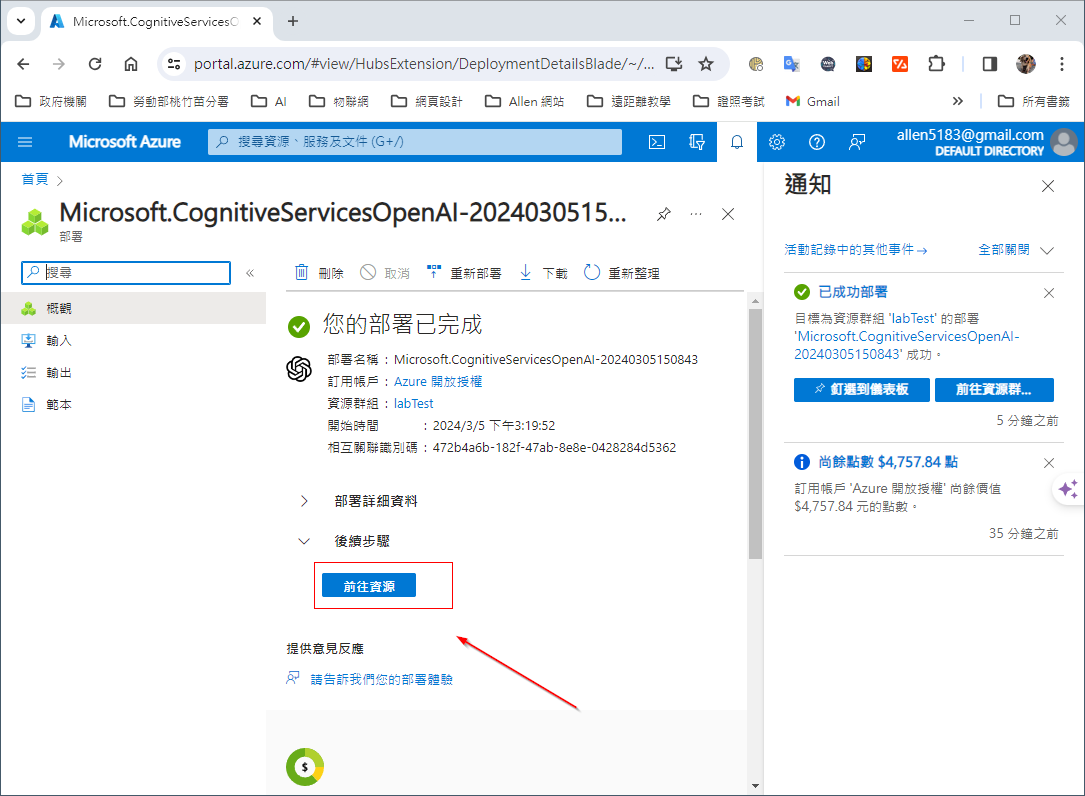 Microsoft.CognitiveServicesO
portal.azure.com/#view/HubsExtension/DeploymentDetailsBlade/~/...
政府機關
勞動部桃竹苗分署
AI
物聯網
網頁設計
Allen 網站
遠距離教學
證照考試
Gmail
所有書籤
Microsoft Azure
搜尋資源、服務及文件 (G+/)
allen5183@gmail.com
DEFAULT DIRECTORY
首頁
Microsoft.CognitiveServicesOpenAI-2024030515...
部署
搜尋
概觀
輸入
輸出
範本
刪除
取消
重新部署
下載
重新整理
您的部署已完成
部署名稱 : Microsoft.CognitiveServicesOpenAI-20240305150843
訂用帳戶 : Azure 開放授權
資源群組 : labTest
開始時間 : 2024/3/5 下午3:19:52
相互關聯識別碼 : 472b4a6b-182f-47ab-8e8e-0428284d5362
部署詳細資料
後續步驟
前往資源
提供意見反應
請告訴我們您的部署體驗
$
通知
活動記錄中的其他事件
全部關閉
已成功部署
目標為資源群組 'labTest' 的部署
'Microsoft.CognitiveServicesOpenAI-
20240305150843' 成功。
釘選到儀表板
前往資源群...
5 分鐘之前
尚餘點數 $4,757.84 點
訂用帳戶 'Azure 開放授權' 尚餘價值
$4,757.84 元的點數。
35 分鐘之前